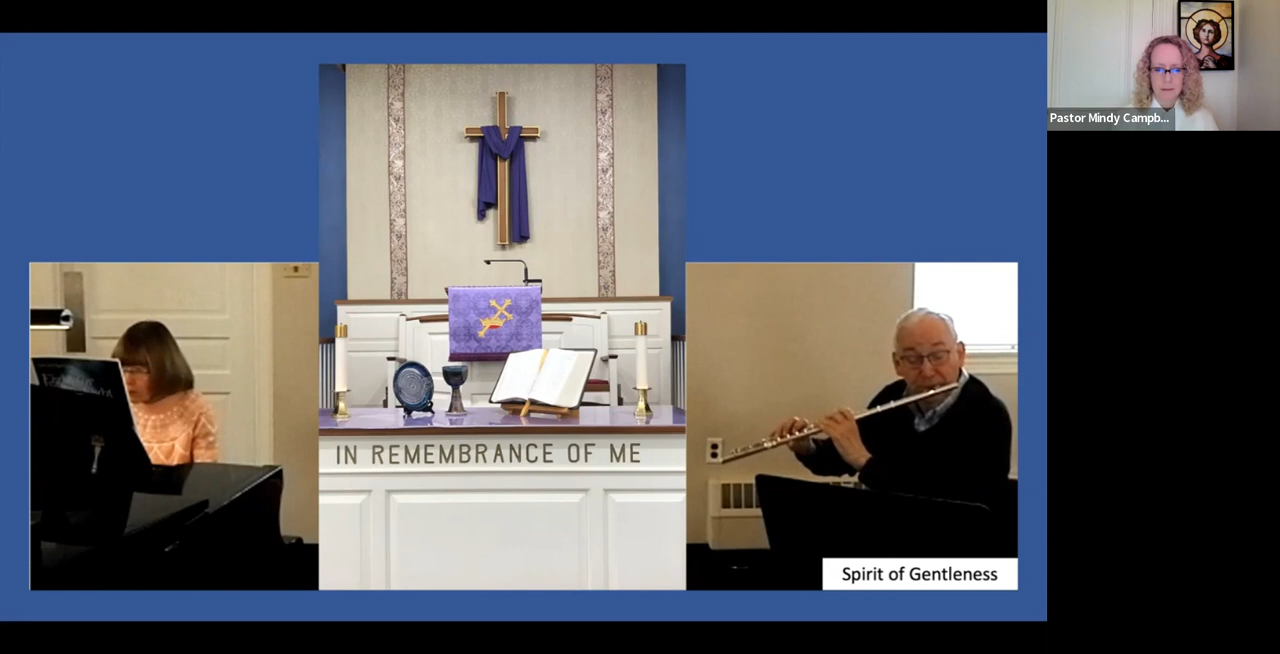 Pastor Mindy Campb...
IN REMEMBRANCE OF ME
Spirit of Gentleness